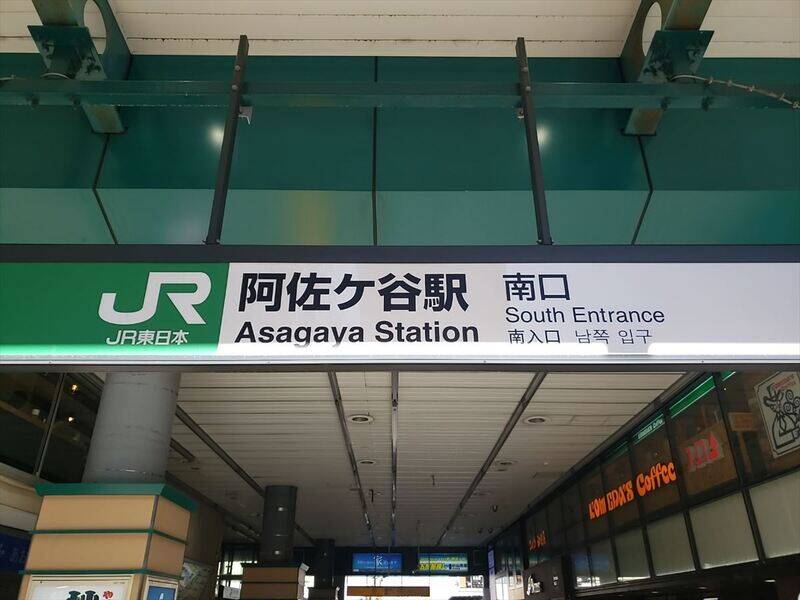 JR
JR東日本
阿佐ケ谷駅
Asagaya Station
南口
South Entrance
南入口 남쪽 입구
KOMEDA'S Coffee